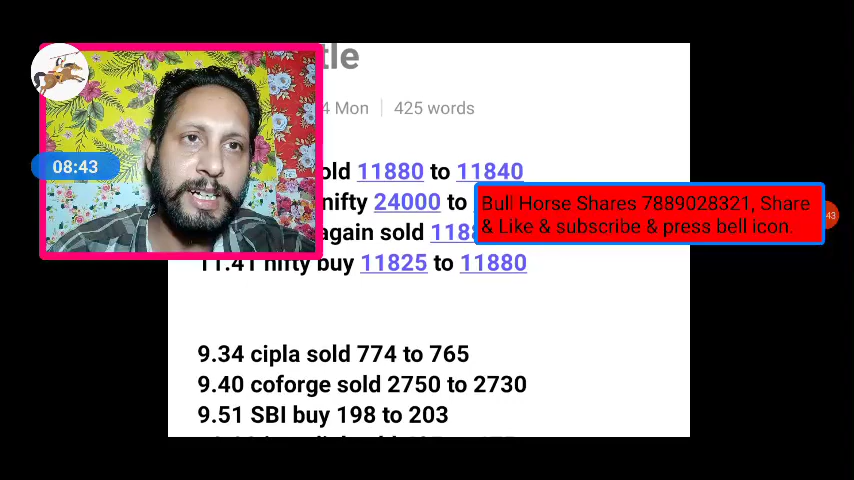 tle
4 Mon | 425 words
08:43
old 11880 to 11840
nifty 24000 to
Bull Horse Shares 7889028321, Share
& Like & subscribe & press bell icon.
43
again sold
11.41 nifty buy 11825 to 11880
9.34 cipla sold 774 to 765
9.40 coforge sold 2750 to 2730
9.51 SBI buy 198 to 203